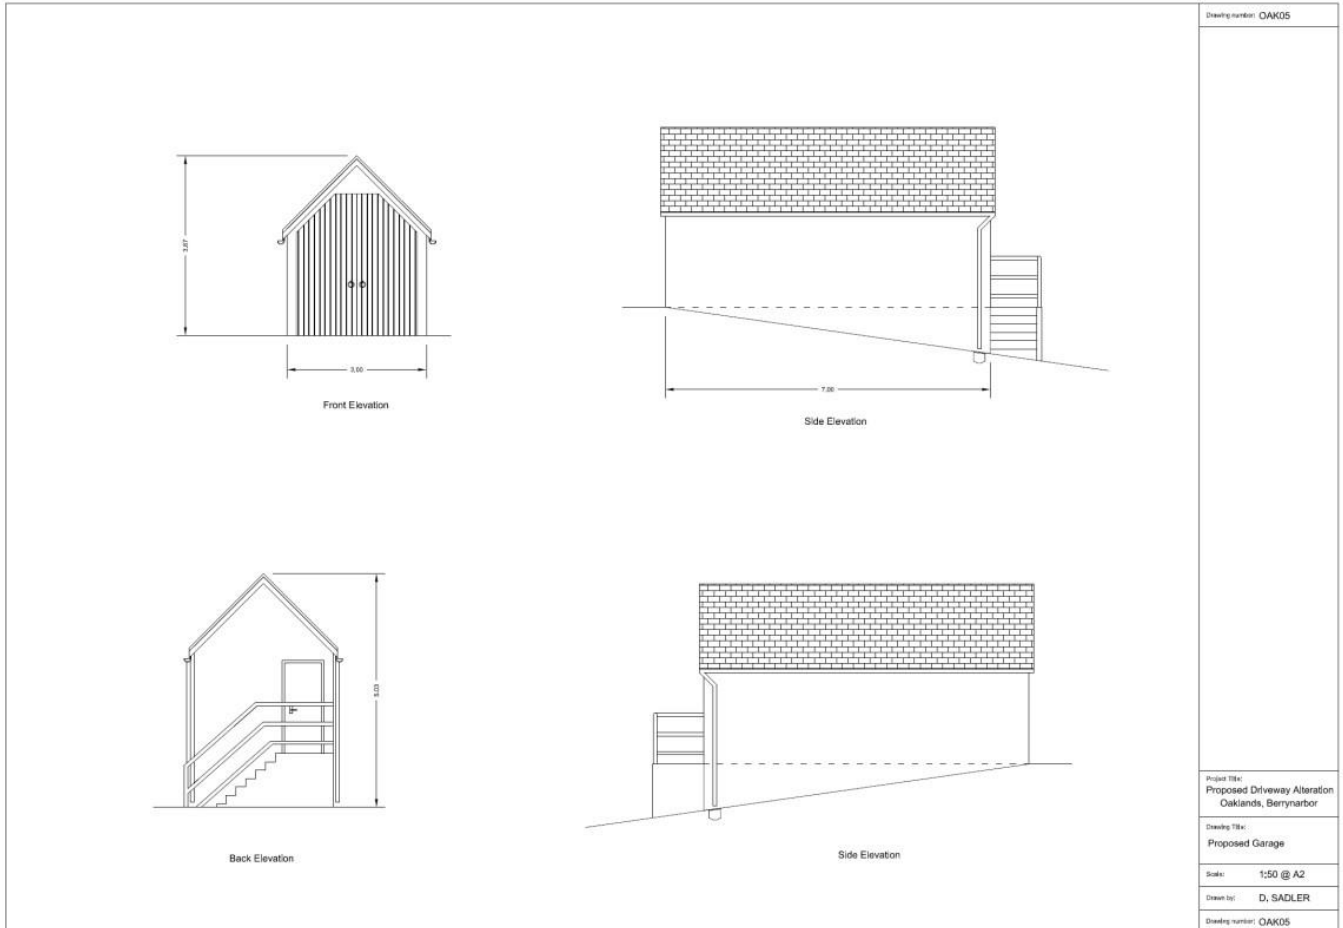 Drawing number: OAK05
3.87
3.00
Front Elevation
7.00
Side Elevation
5.03
Back Elevation
Side Elevation
Project Title:
Proposed Driveway Alteration
Oaklands, Berrynarbor
Drawing Title:
Proposed Garage
Scale: 1:50 @ A2
Drawn by: D. SADLER
Drawing number: OAK05